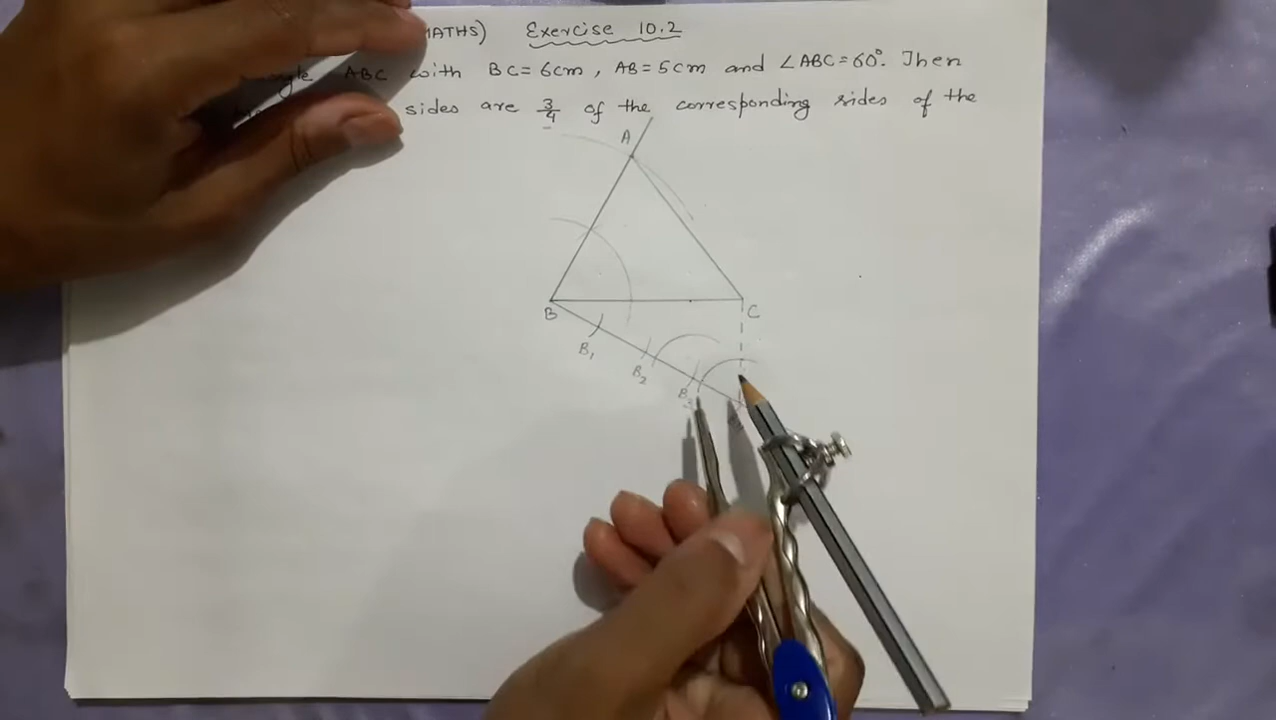 MATHS) Exercise 10.2
ABC with BC = 6cm, AB = 5cm and ∠ABC = 60°. Then
sides are 3/4 of the corresponding sides of the
A
B C
B₁
B₂